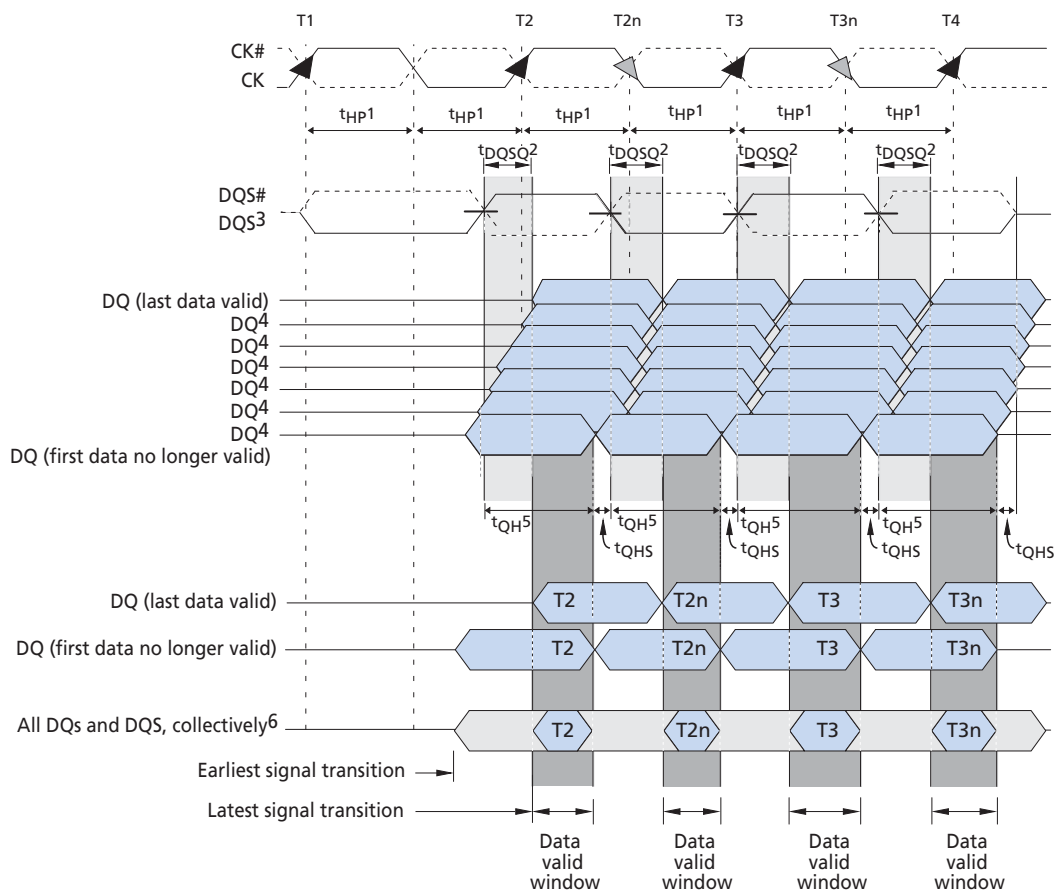 T1 T2 T2n T3 T3n T4
CK#
CK
tHP1 tHP1 tHP1 tHP1 tHP1 tHP1
tDQSQ2 tDQSQ2 tDQSQ2 tDQSQ2
DQS#
DQS3
DQ (last data valid)
DQ4
DQ4
DQ4
DQ4
DQ4
DQ4
DQ (first data no longer valid)
tQH5 tQH5 tQH5 tQH5
tQHS tQHS tQHS tQHS
DQ (last data valid) T2 T2n T3 T3n
DQ (first data no longer valid) T2 T2n T3 T3n
All DQs and DQS, collectively6 T2 T2n T3 T3n
Earliest signal transition
Latest signal transition
Data valid window
Data valid window
Data valid window
Data valid window